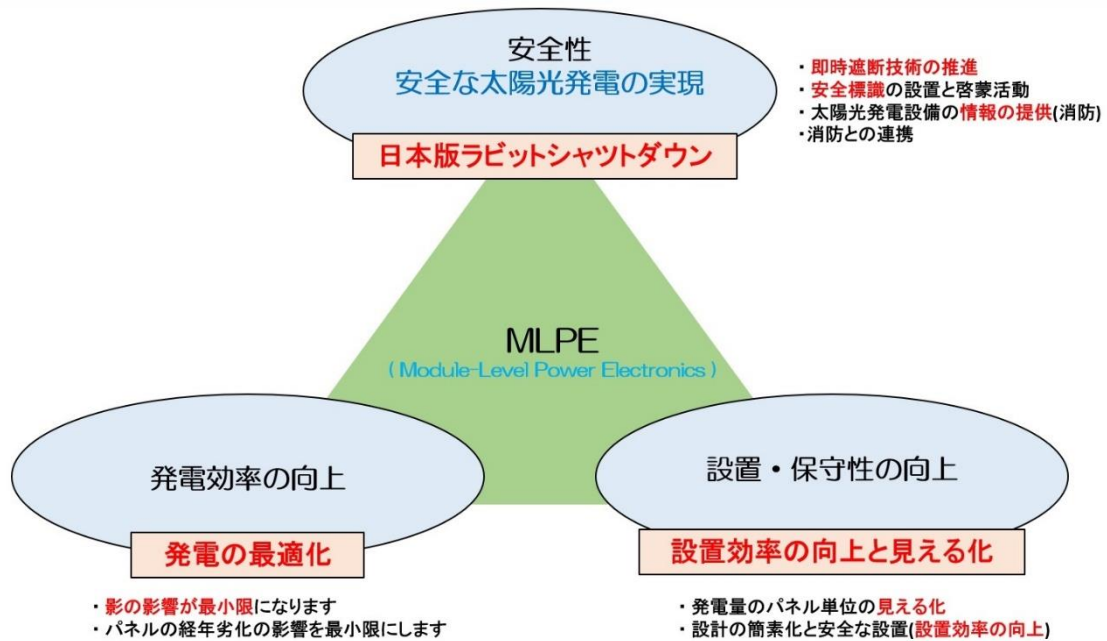 安全性
安全な太陽光発電の実現
日本版ラビットシャツトダウン
・即時遮断技術の推進
・安全標識の設置と啓蒙活動
・太陽光発電設備の情報の提供(消防)
・消防との連携
MLPE
( Module-Level Power Electronics )
発電効率の向上
発電の最適化
・影の影響が最小限になります
・パネルの経年劣化の影響を最小限にします
設置・保守性の向上
設置効率の向上と見える化
・発電量のパネル単位の見える化
・設計の簡素化と安全な設置(設置効率の向上)